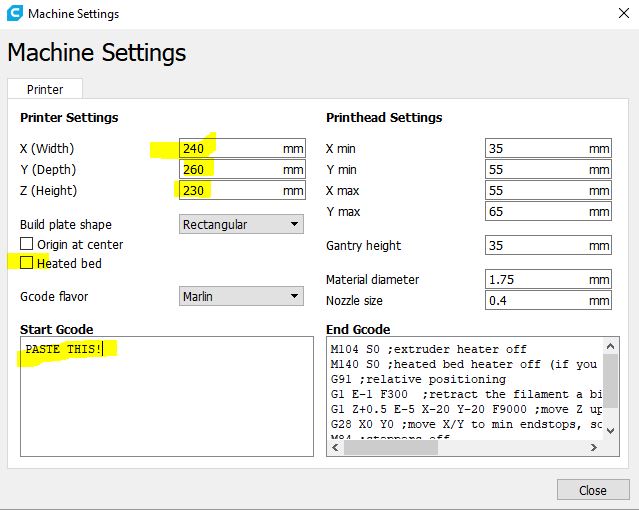 Machine Settings
Machine Settings
Printer
Printer Settings
X (Width) 240 mm
Y (Depth) 260 mm
Z (Height) 230 mm
Build plate shape Rectangular
Origin at center
Heated bed
Gcode flavor Marlin
Start Gcode
PASTE THIS!
Printhead Settings
X min 35 mm
Y min 55 mm
X max 55 mm
Y max 65 mm
Gantry height 35 mm
Material diameter 1.75 mm
Nozzle size 0.4 mm
End Gcode
M104 S0 ;extruder heater off
M140 S0 ;heated bed heater off (if you
G91 ;relative positioning
G1 E-1 F300 ;retract the filament a bi
G1 Z+0.5 E-5 X-20 Y-20 F9000 ;move Z up
G28 X0 Y0 ;move X/Y to min endstops, so
M84 ;steppers off
Close